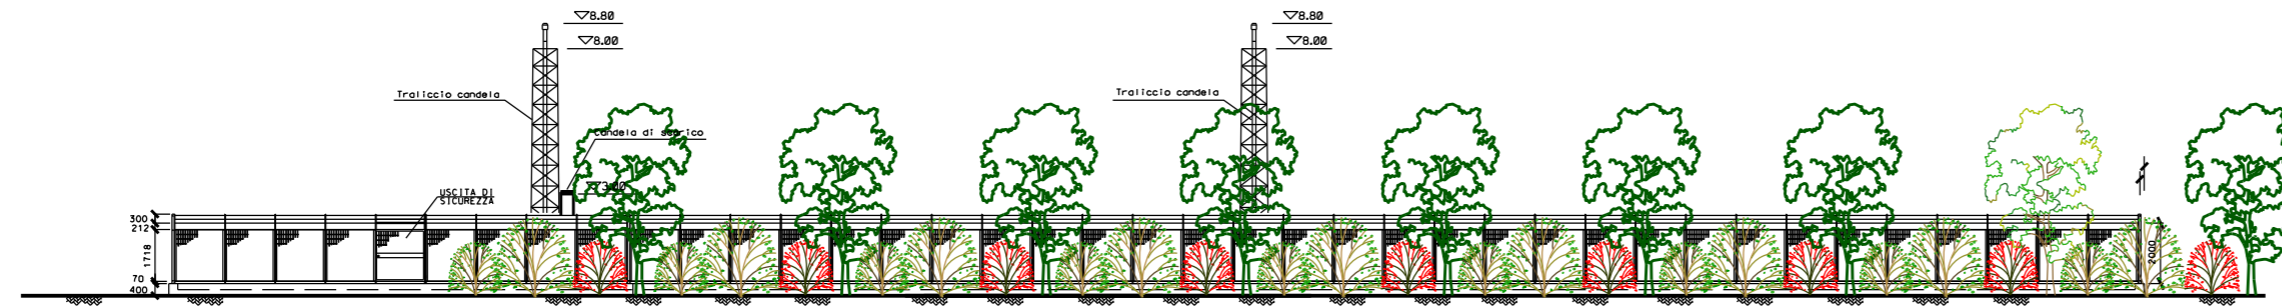 8.80
8.00
8.80
8.00
Traliccio candela
Traliccio candela
Candela di scarico
3.00
USCITA DI
SICUREZZA
300
212
1718
70
400
2000